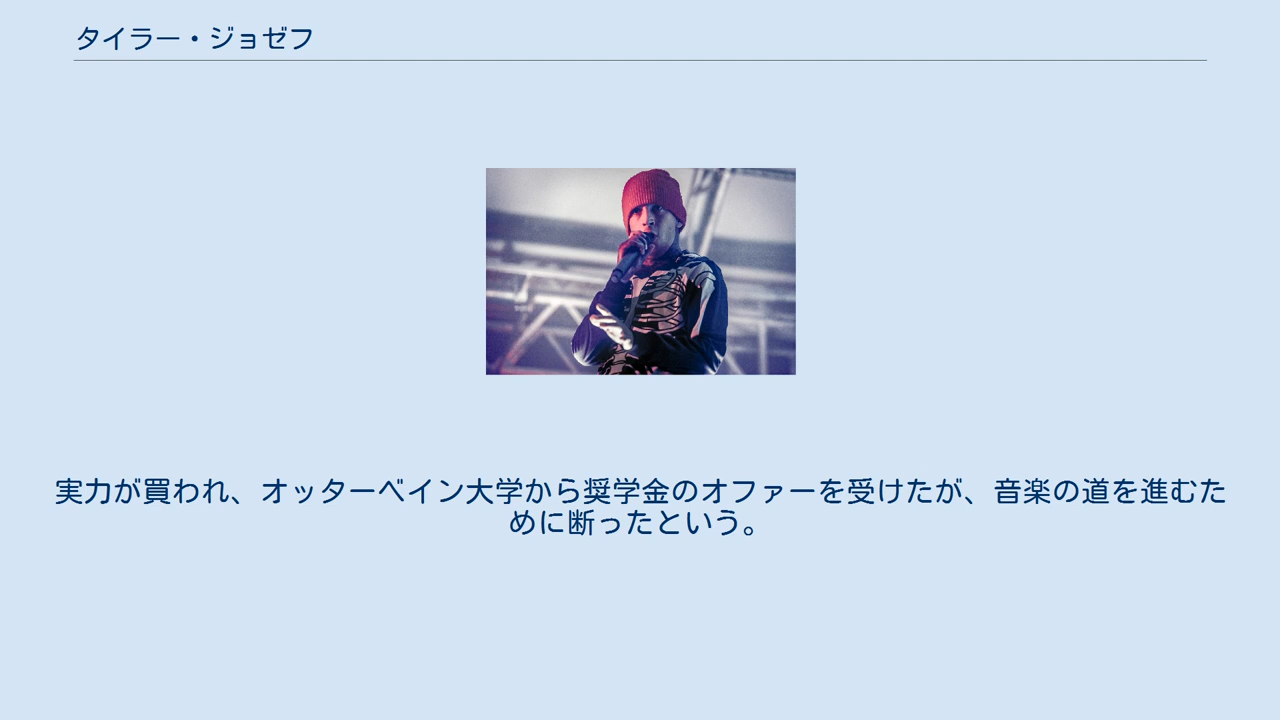 タイラー・ジョゼフ
実力が買われ、オッターベイン大学から奨学金のオファーを受けたが、音楽の道を進むた
めに断ったという。